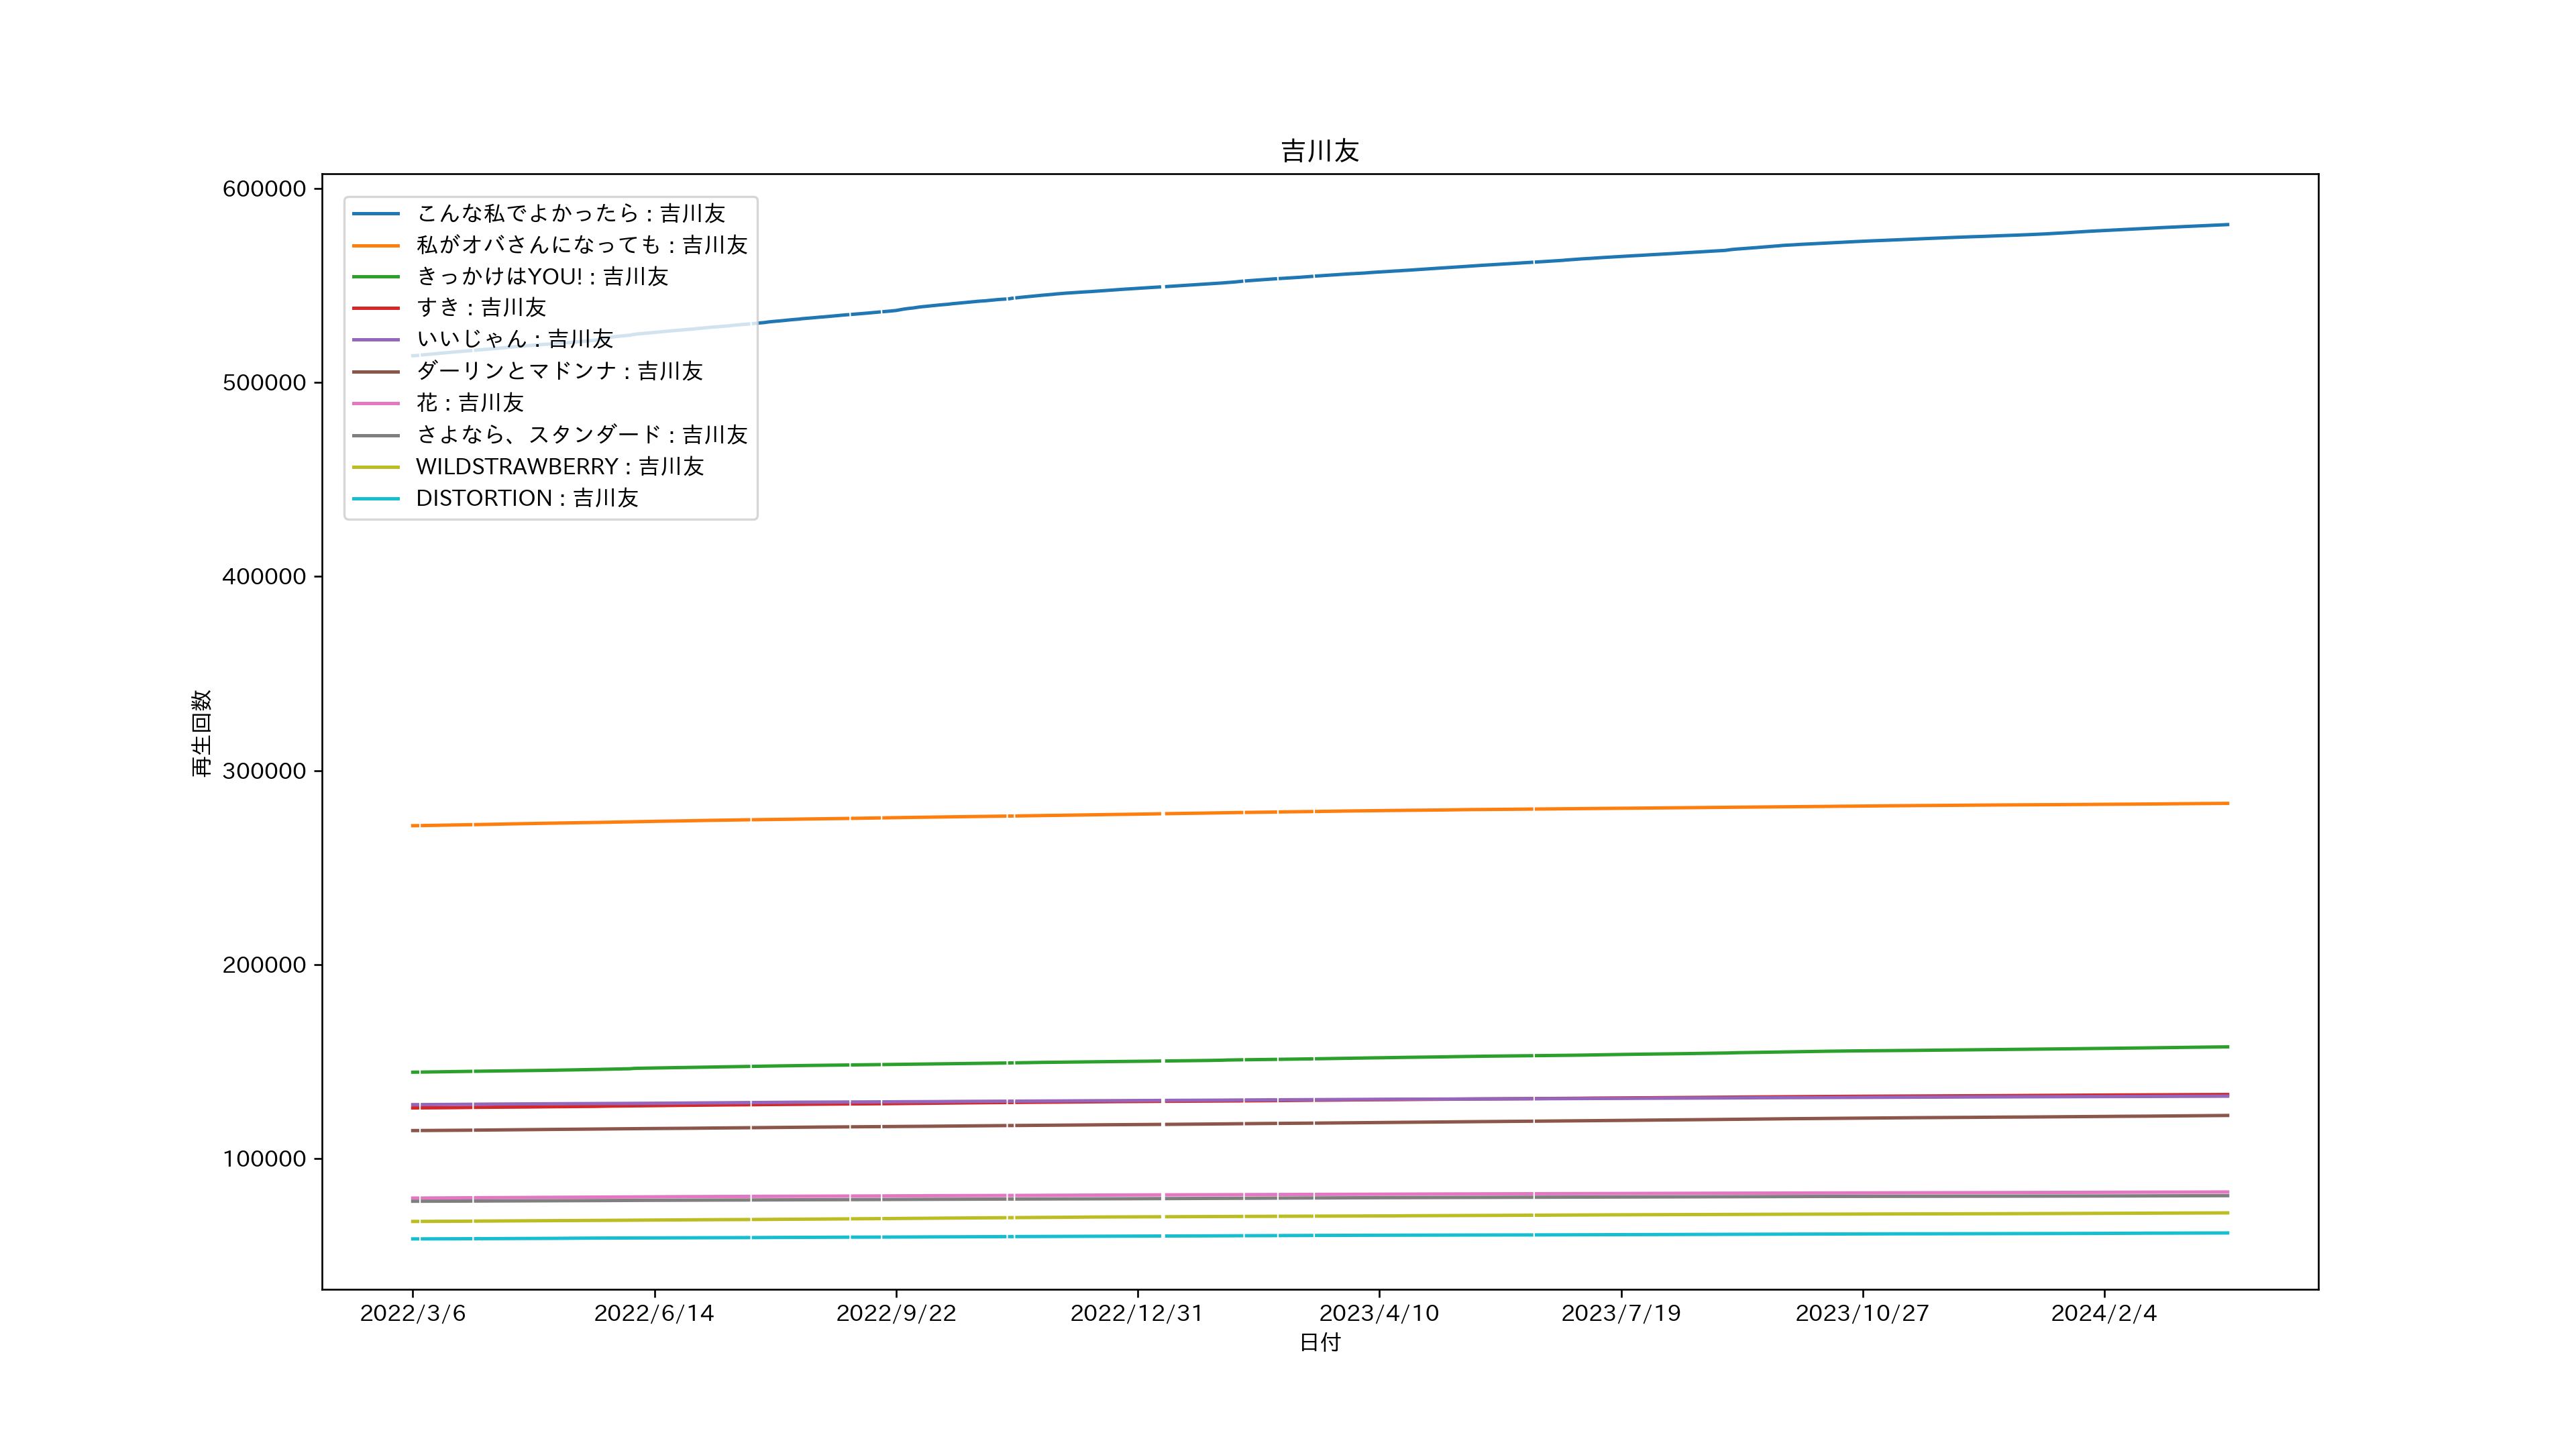 吉川友
600000
500000
400000
300000
200000
100000
再生回数
こんな私でよかったら : 吉川友
私がオバさんになっても : 吉川友
きっかけはYOU! : 吉川友
すき : 吉川友
いいじゃん : 吉川友
ダーリンとマドンナ : 吉川友
花 : 吉川友
さよなら、スタンダード : 吉川友
WILDSTRAWBERRY : 吉川友
DISTORTION : 吉川友
2022/3/6
2022/6/14
2022/9/22
2022/12/31
2023/4/10
2023/7/19
2023/10/27
2024/2/4
日付